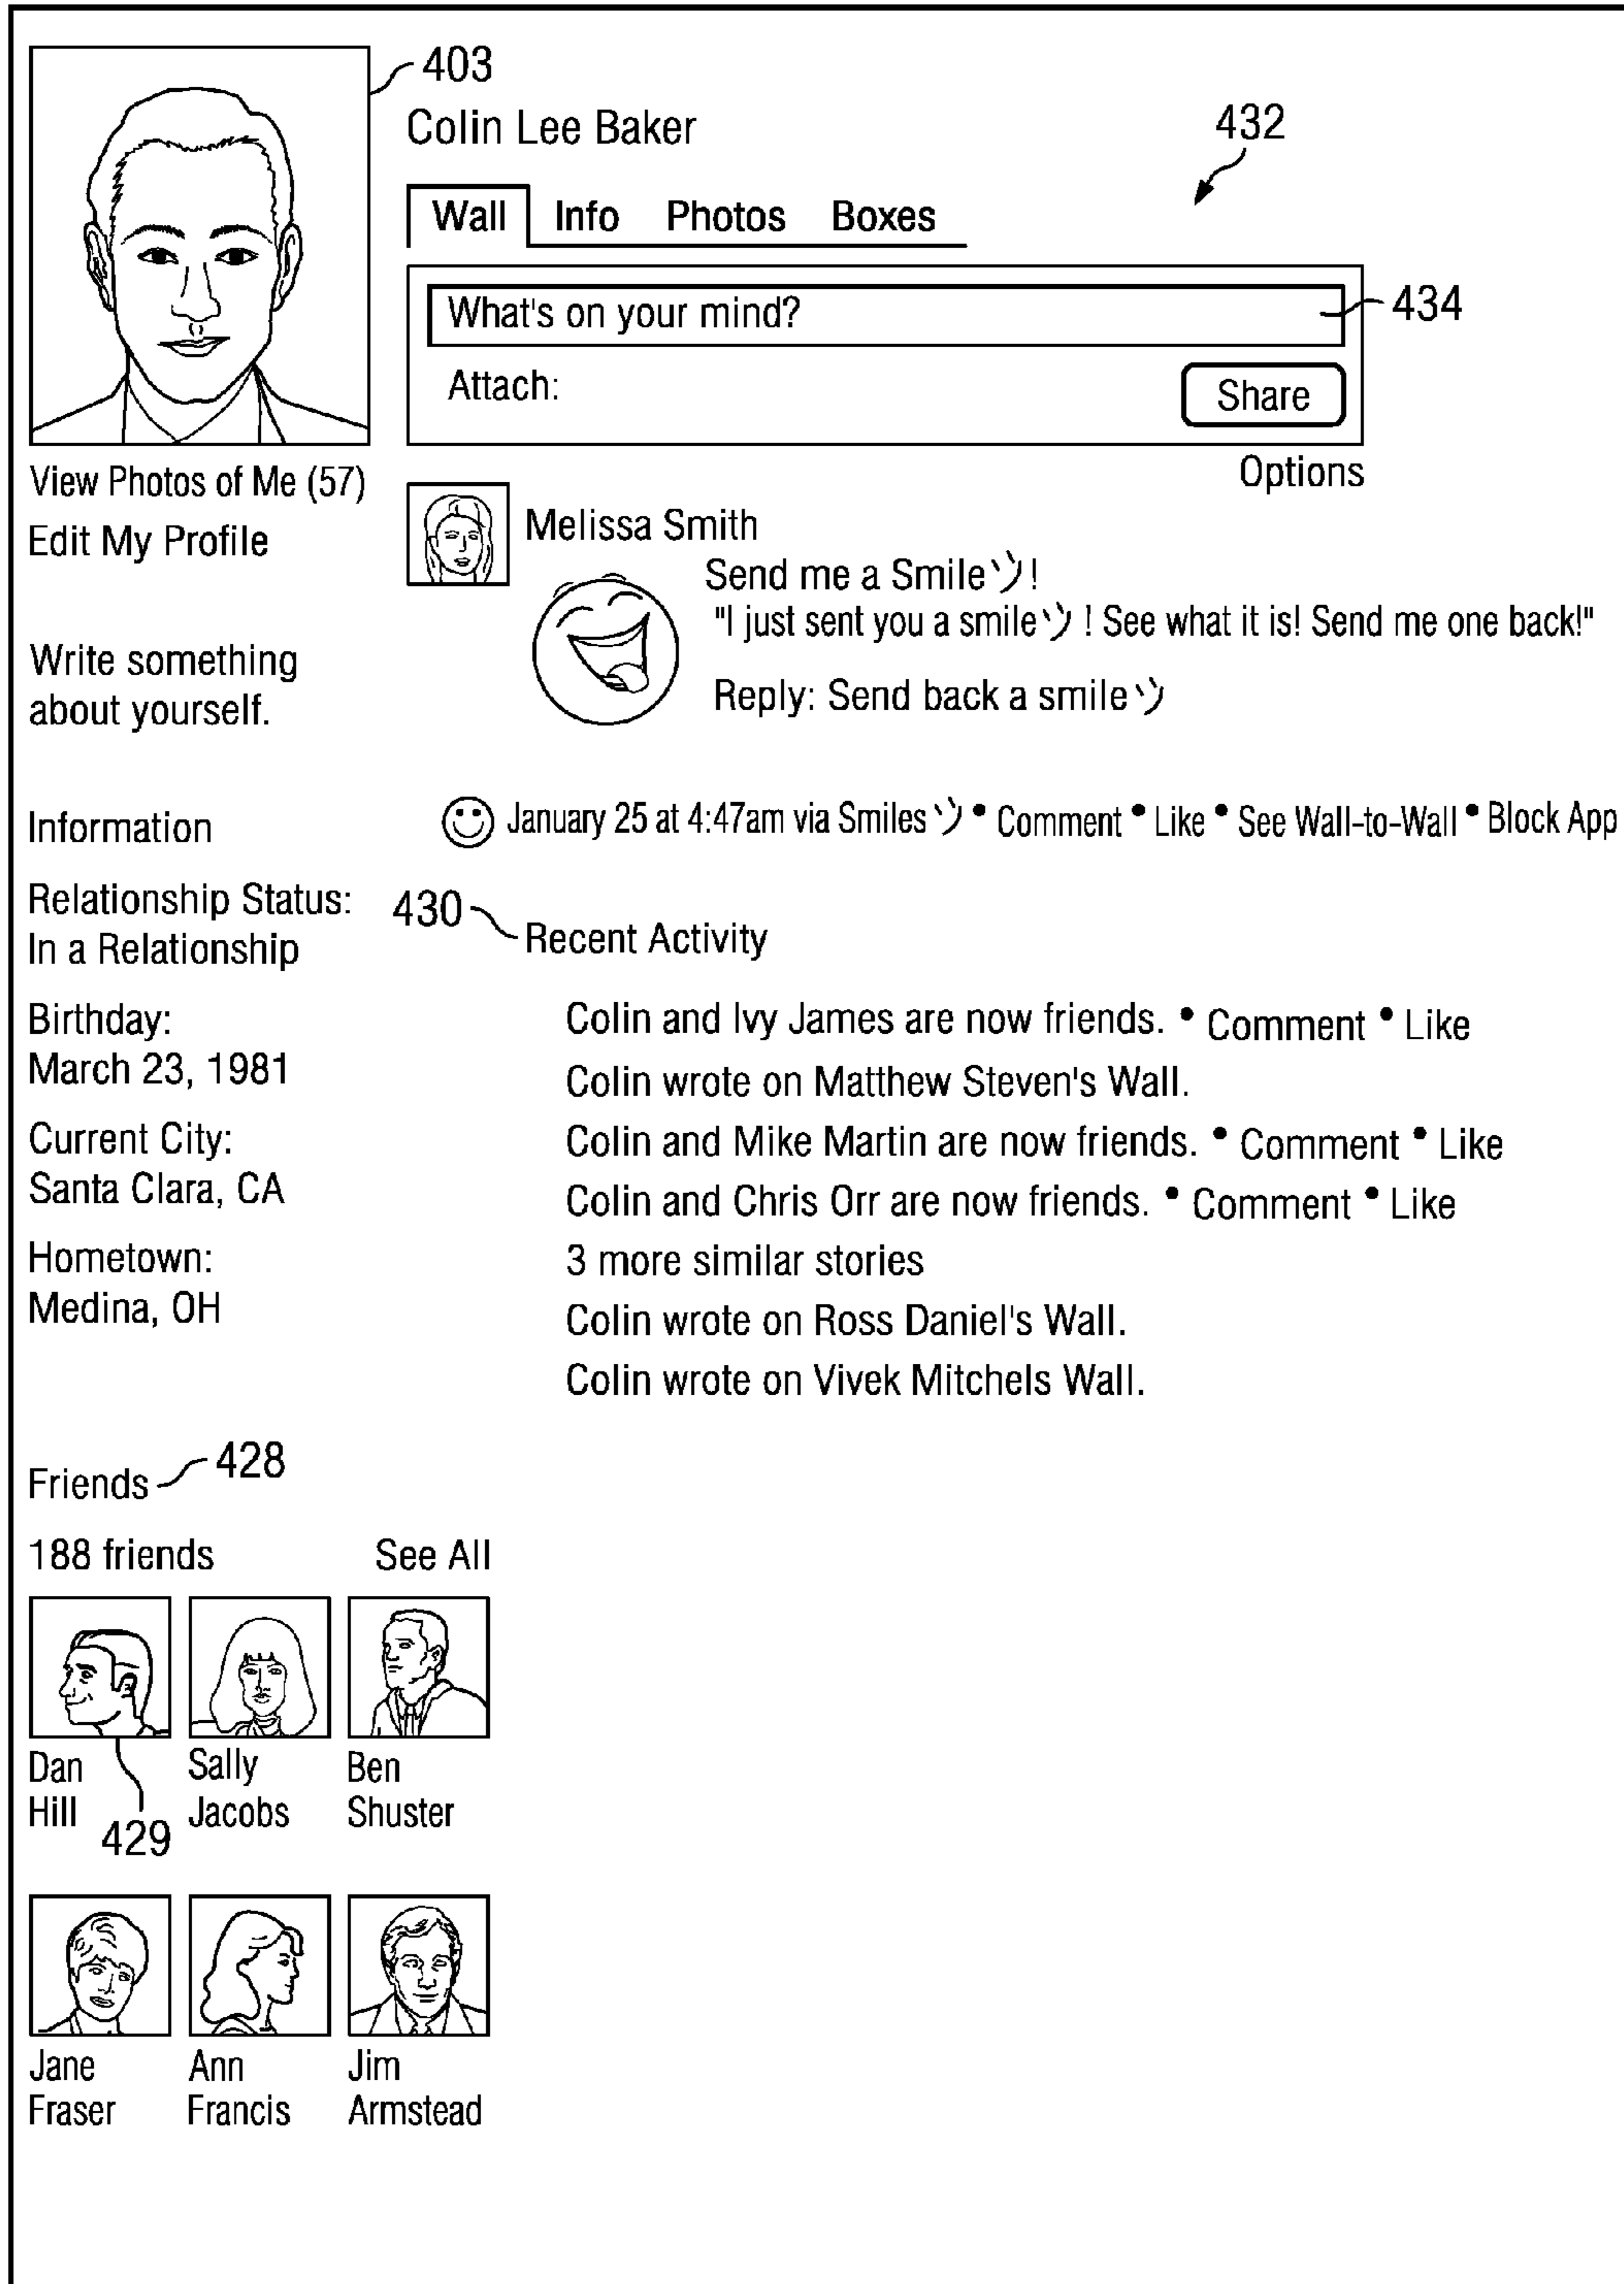 403
Colin Lee Baker
432
Wall Info Photos Boxes
What's on your mind?
434
Attach:
Share
Options
View Photos of Me (57)
Edit My Profile
Write something
about yourself.
Melissa Smith
Send me a Smileツ!
"I just sent you a smileツ ! See what it is! Send me one back!"
Reply: Send back a smileツ
January 25 at 4:47am via Smiles ツ • Comment • Like • See Wall-to-Wall • Block App
Information
Relationship Status:
In a Relationship
Birthday:
March 23, 1981
Current City:
Santa Clara, CA
Hometown:
Medina, OH
430
Recent Activity
Colin and Ivy James are now friends. • Comment • Like
Colin wrote on Matthew Steven's Wall.
Colin and Mike Martin are now friends. • Comment • Like
Colin and Chris Orr are now friends. • Comment • Like
3 more similar stories
Colin wrote on Ross Daniel's Wall.
Colin wrote on Vivek Mitchels Wall.
Friends
428
188 friends See All
Dan
Hill
429
Sally
Jacobs
Ben
Shuster
Jane
Fraser
Ann
Francis
Jim
Armstead